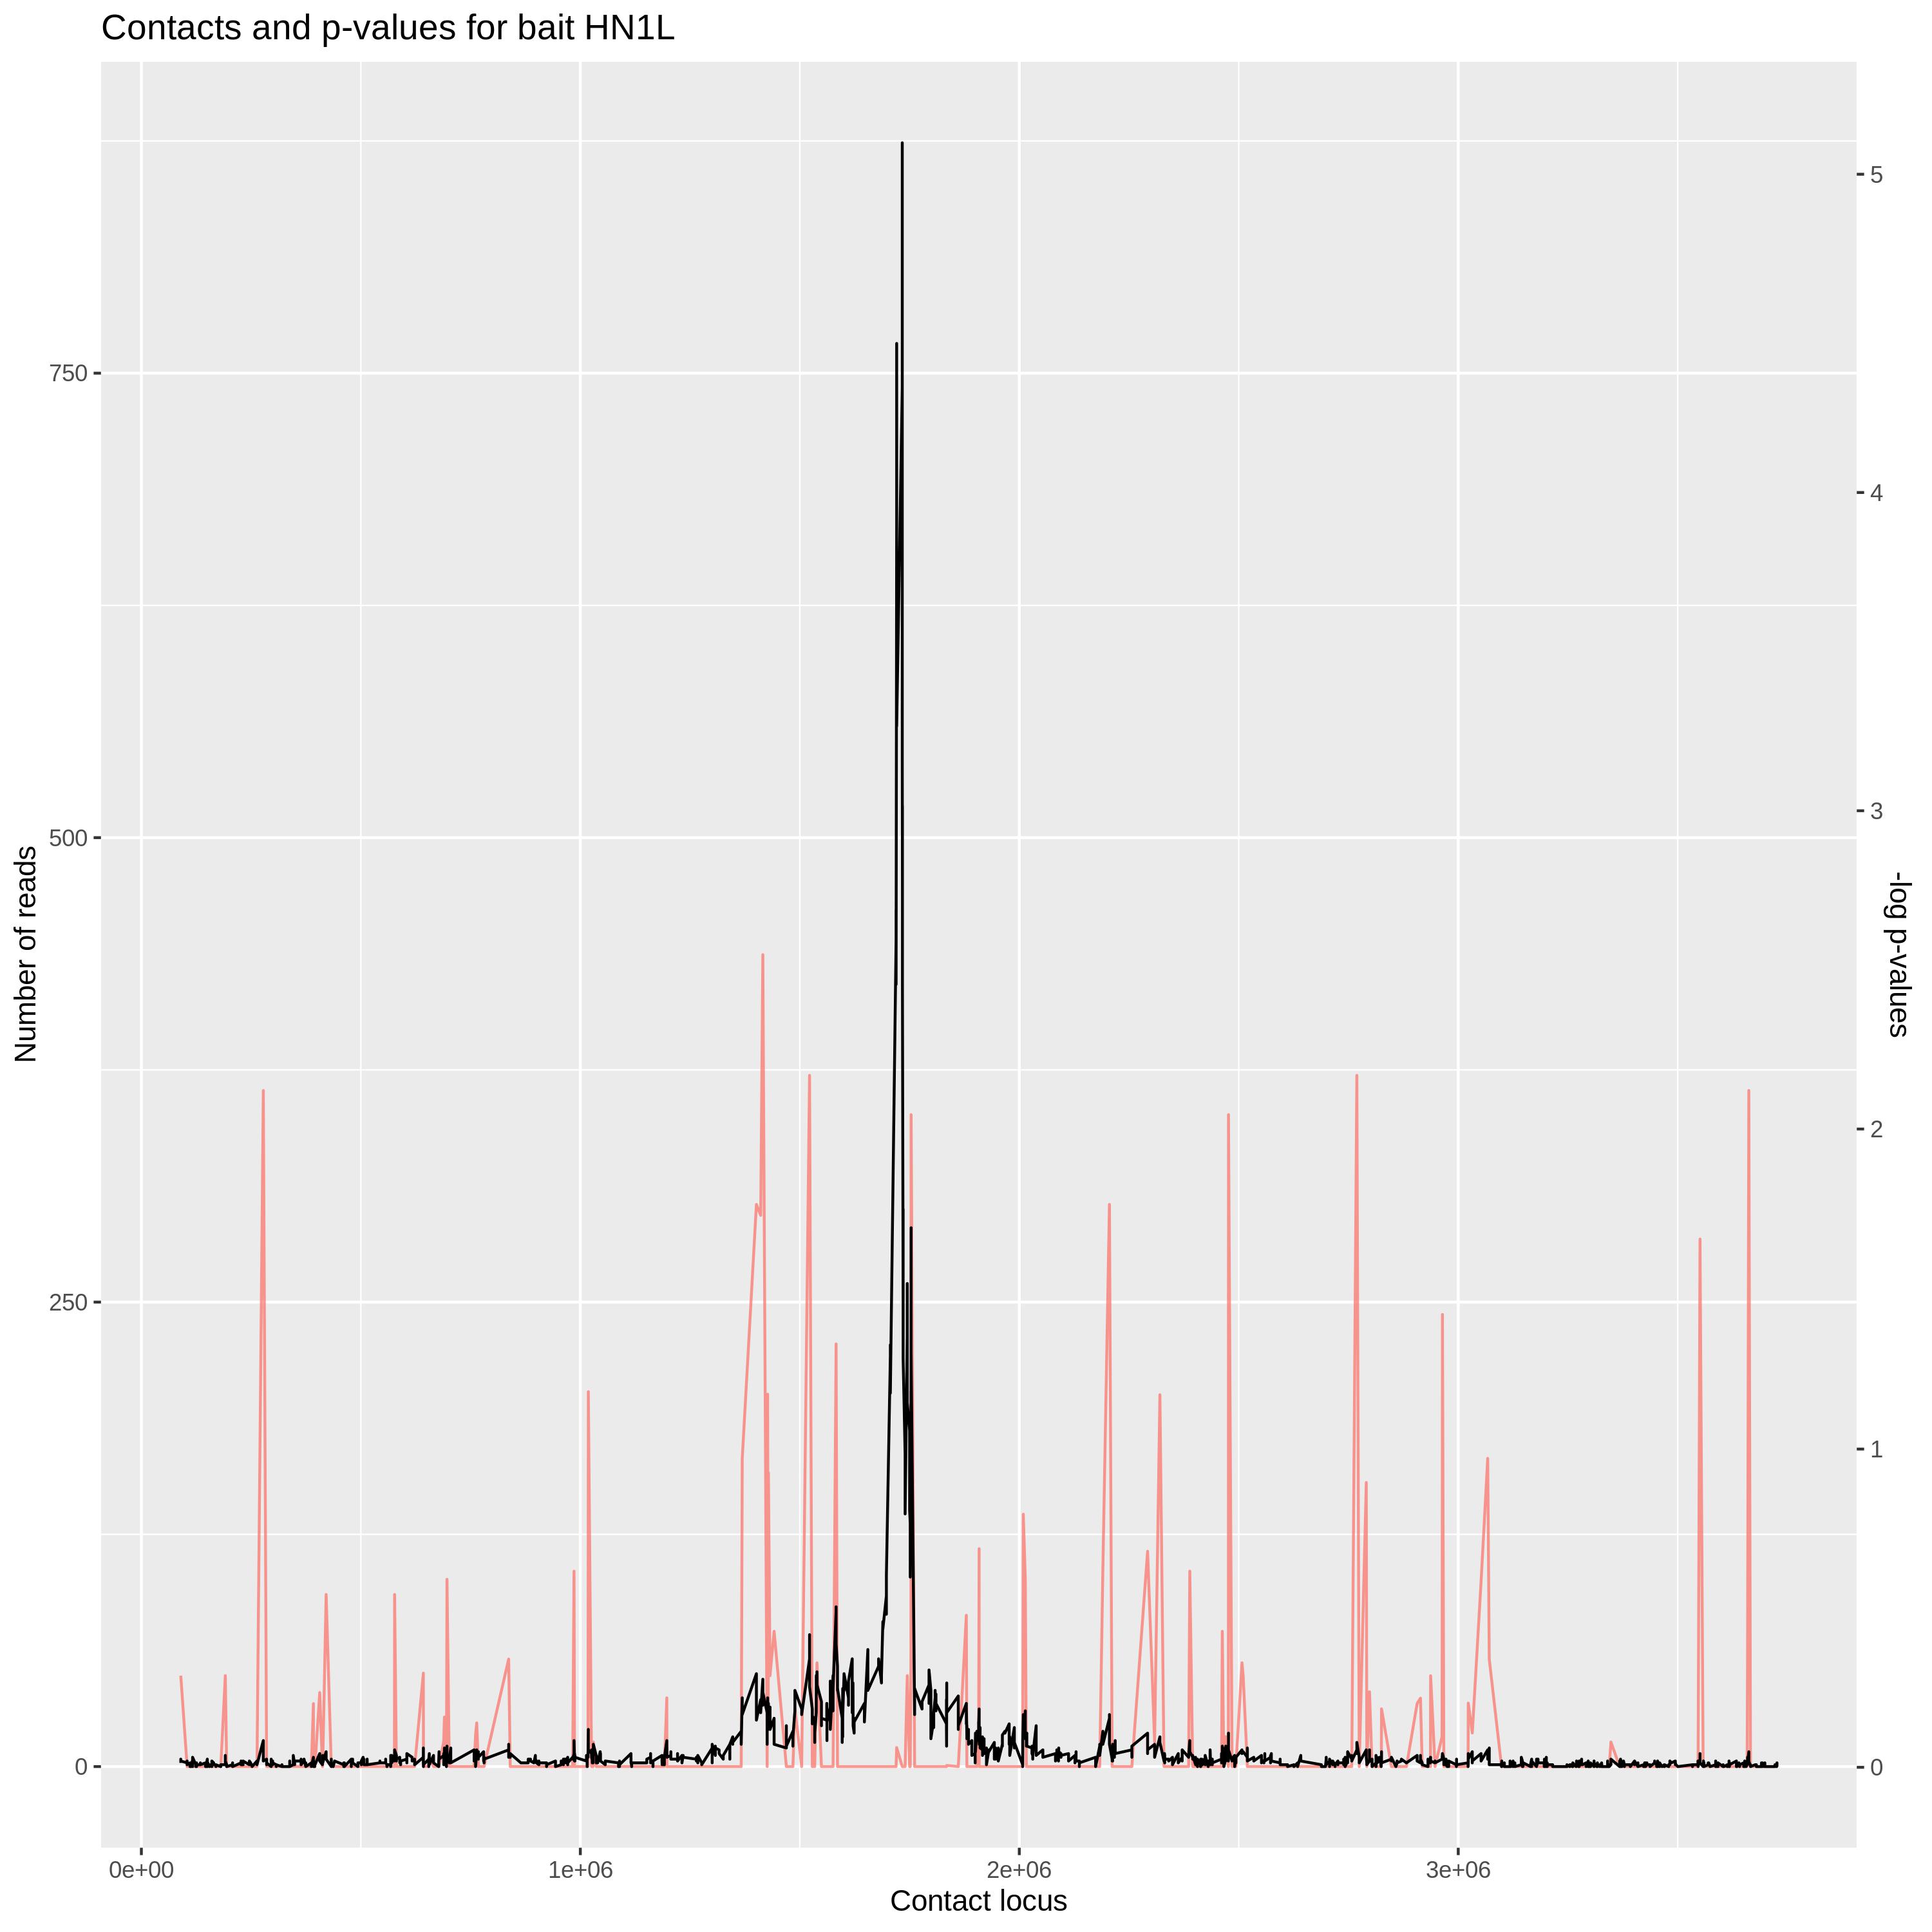 Contacts and p-values for bait HN1L
Number of reads
750
500
250
0
5
4
3
2
1
0
-log p-values
0e+00
1e+06
2e+06
3e+06
Contact locus